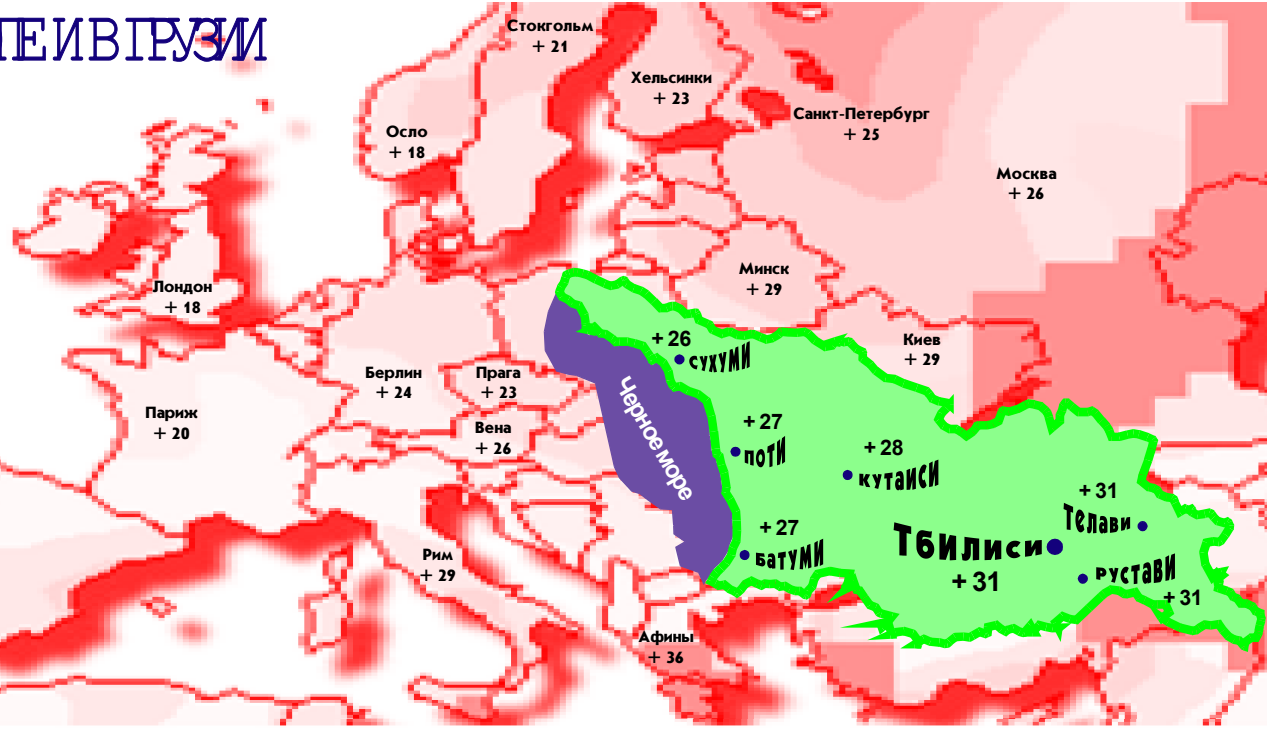 ПЕ И В ГРУЗИИ
Стокгольм
+ 21
Хельсинки
+ 23
Санкт-Петербург
+ 25
Осло
+ 18
Москва
+ 26
Минск
+ 29
Лондон
+ 18
Киев
+ 29
+ 26
СУХУМИ
Берлин
+ 24
Прага
+ 23
Париж
+ 20
Вена
+ 26
Черное море
+ 27
ПОТИ
+ 28
КУТАИСИ
+ 31
Телави
+ 27
БАТУМИ
Тбилиси
+ 31
РУСТАВИ
+ 31
Рим
+ 29
Афины
+ 36